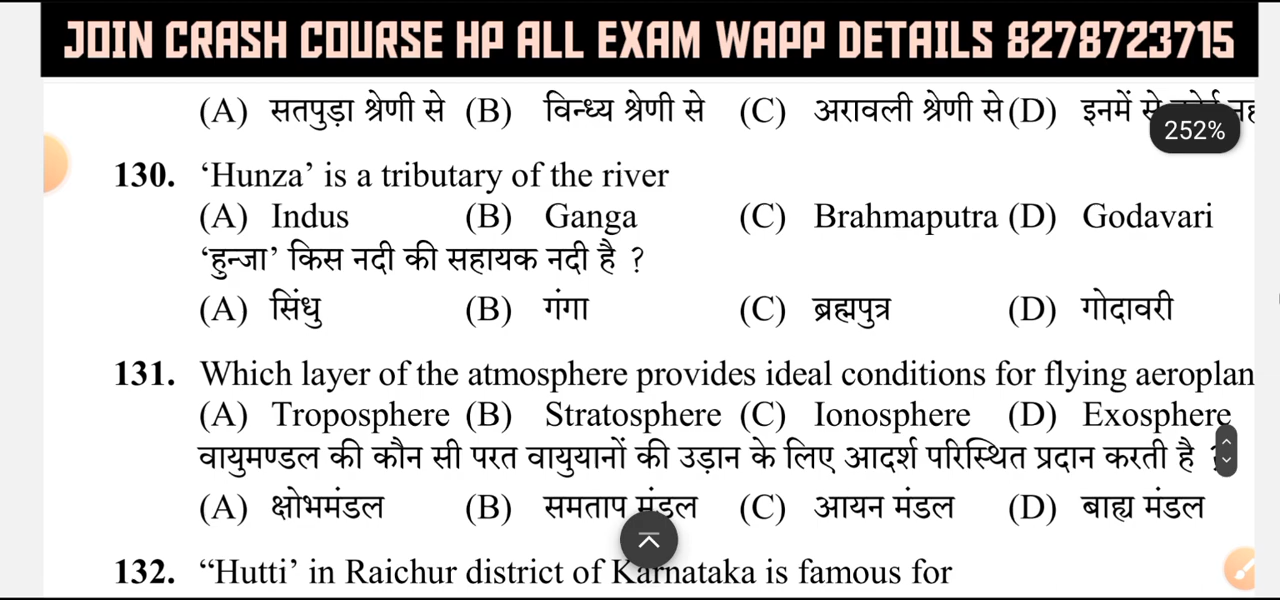 JOIN CRASH COURSE HP ALL EXAM WAPP DETAILS 8278723715
(A) सतपुड़ा श्रेणी से (B) विन्ध्य श्रेणी से (C) अरावली श्रेणी से (D) इनमें से
252%
130. ‘Hunza’ is a tributary of the river
(A) Indus (B) Ganga (C) Brahmaputra (D) Godavari
‘हुन्जा’ किस नदी की सहायक नदी है ?
(A) सिंधु (B) गंगा (C) ब्रह्मपुत्र (D) गोदावरी
131. Which layer of the atmosphere provides ideal conditions for flying aeroplan
(A) Troposphere (B) Stratosphere (C) Ionosphere (D) Exosphere
वायुमण्डल की कौन सी परत वायुयानों की उड़ान के लिए आदर्श परिस्थित प्रदान करती है ?
(A) क्षोभमंडल (B) समताप मंडल (C) आयन मंडल (D) बाह्य मंडल
132. “Hutti’ in Raichur district of Karnataka is famous for